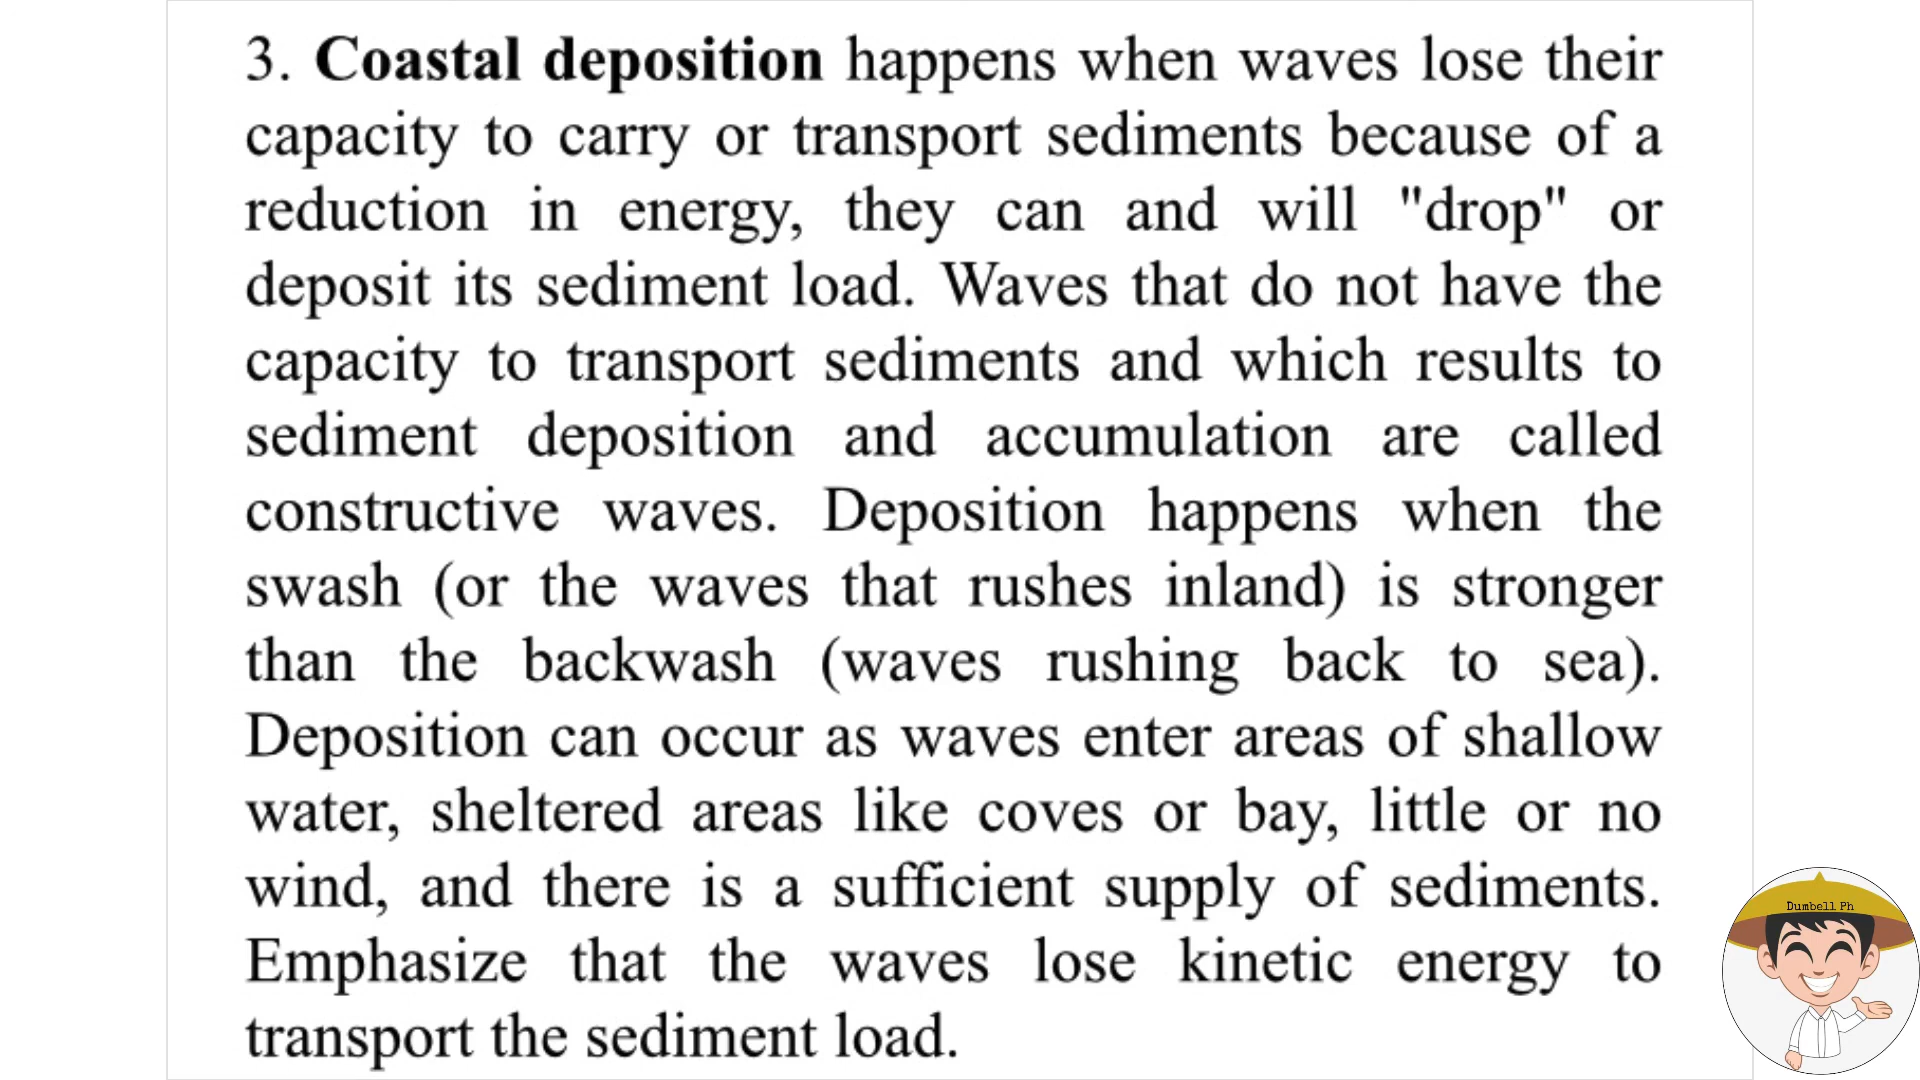 3. Coastal deposition happens when waves lose their
capacity to carry or transport sediments because of a
reduction in energy, they can and will "drop" or
deposit its sediment load. Waves that do not have the
capacity to transport sediments and which results to
sediment deposition and accumulation are called
constructive waves. Deposition happens when the
swash (or the waves that rushes inland) is stronger
than the backwash (waves rushing back to sea).
Deposition can occur as waves enter areas of shallow
water, sheltered areas like coves or bay, little or no
wind, and there is a sufficient supply of sediments.
Emphasize that the waves lose kinetic energy to
transport the sediment load.
Dumbell Ph